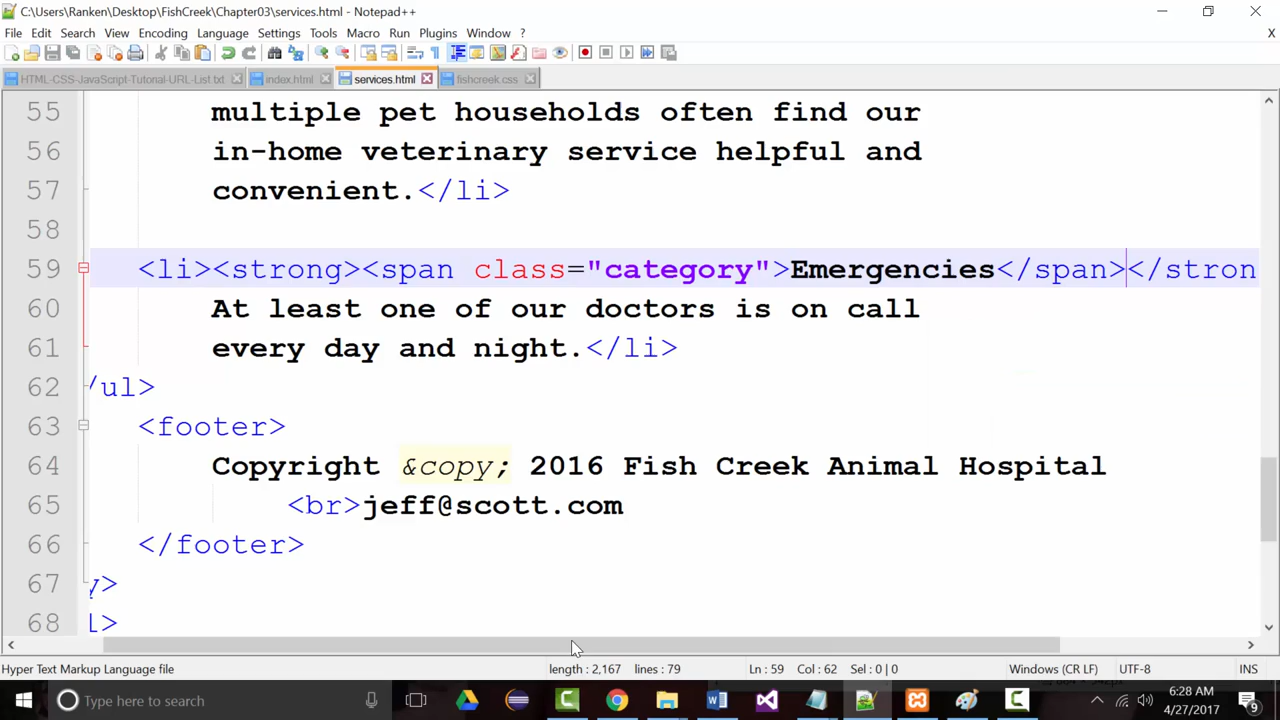 C:\Users\Ranken\Desktop\FishCreek\Chapter03\services.html - Notepad++
File Edit Search View Encoding Language Settings Tools Macro Run Plugins Window ? X
HTML-CSS-JavaScript-Tutorial-URL-List.txt index.html services.html fishcreek.css
55 multiple pet households often find our
56 in-home veterinary service helpful and
57 convenient.</li>
58
59 <li><strong><span class="category">Emergencies</span></stron
60 At least one of our doctors is on call
61 every day and night.</li>
62 /ul>
63 <footer>
64 Copyright &copy; 2016 Fish Creek Animal Hospital
65 <br>jeff@scott.com
66 </footer>
67 y>
68 l>
Hyper Text Markup Language file length : 2,167 lines : 79 Ln : 59 Col : 62 Sel : 0 | 0 Windows (CR LF) UTF-8 INS
Type here to search 6:28 AM
4/27/2017 9